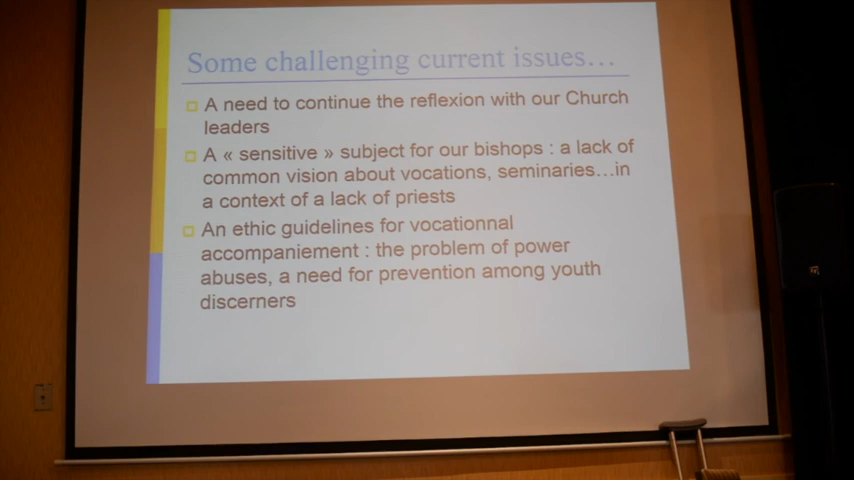 Some challenging current issues...
A need to continue the reflexion with our Church
leaders
A « sensitive » subject for our bishops : a lack of
common vision about vocations, seminaries...in
a context of a lack of priests
An ethic guidelines for vocationnal
accompaniement : the problem of power
abuses, a need for prevention among youth
discerners